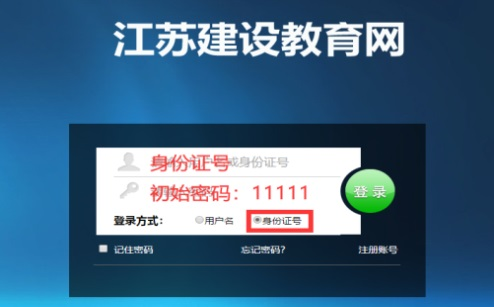 江苏建设教育网
身份证号 或身份证号
初始密码：11111
登录
登录方式： 用户名 身份证号
记住密码 忘记密码? 注册账号